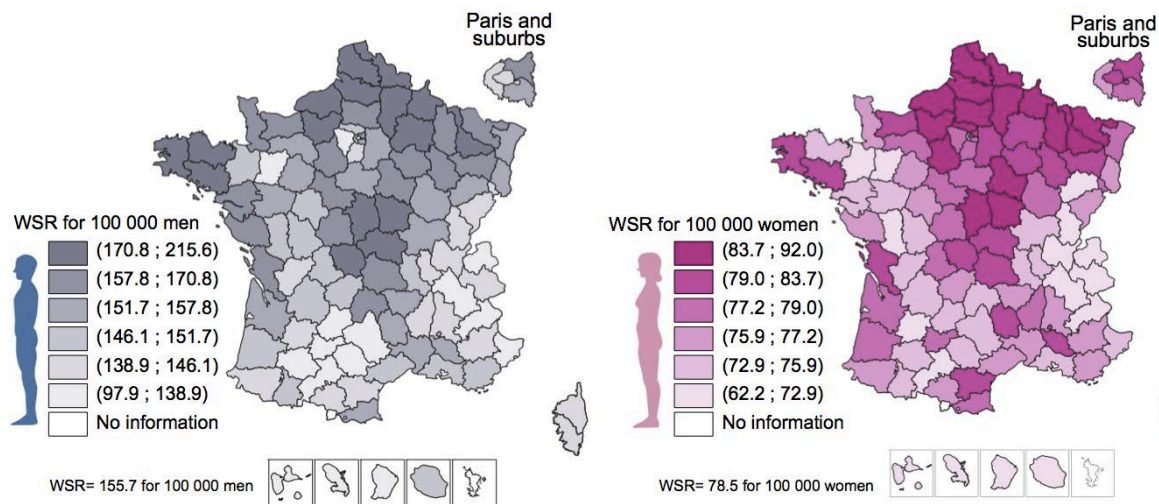 Paris and
suburbs
WSR for 100 000 men
(170.8 ; 215.6)
(157.8 ; 170.8)
(151.7 ; 157.8)
(146.1 ; 151.7)
(138.9 ; 146.1)
(97.9 ; 138.9)
No information
WSR= 155.7 for 100 000 men
Paris and
suburbs
WSR for 100 000 women
(83.7 ; 92.0)
(79.0 ; 83.7)
(77.2 ; 79.0)
(75.9 ; 77.2)
(72.9 ; 75.9)
(62.2 ; 72.9)
No information
WSR= 78.5 for 100 000 women